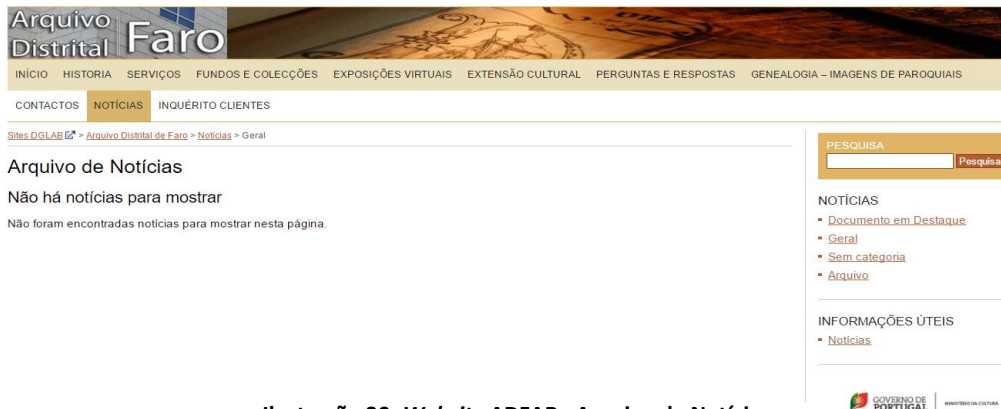 Arquivo
Distrital Faro
INÍCIO HISTORIA SERVIÇOS FUNDOS E COLECÇÕES EXPOSIÇÕES VIRTUAIS EXTENSÃO CULTURAL PERGUNTAS E RESPOSTAS GENEALOGIA – IMAGENS DE PAROQUIAIS
CONTACTOS NOTÍCIAS INQUÉRITO CLIENTES
Sites DGLAB > Arquivo Distrital de Faro > Notícias > Geral
Arquivo de Notícias
Não há notícias para mostrar
Não foram encontradas notícias para mostrar nesta página.
PESQUISA
Pesquisa
NOTÍCIAS
Documento em Destaque
Geral
Sem categoria
Arquivo
INFORMAÇÕES ÚTEIS
Notícias
GOVERNO DE
PORTUGAL
MINISTÉRIO DA CULTURA